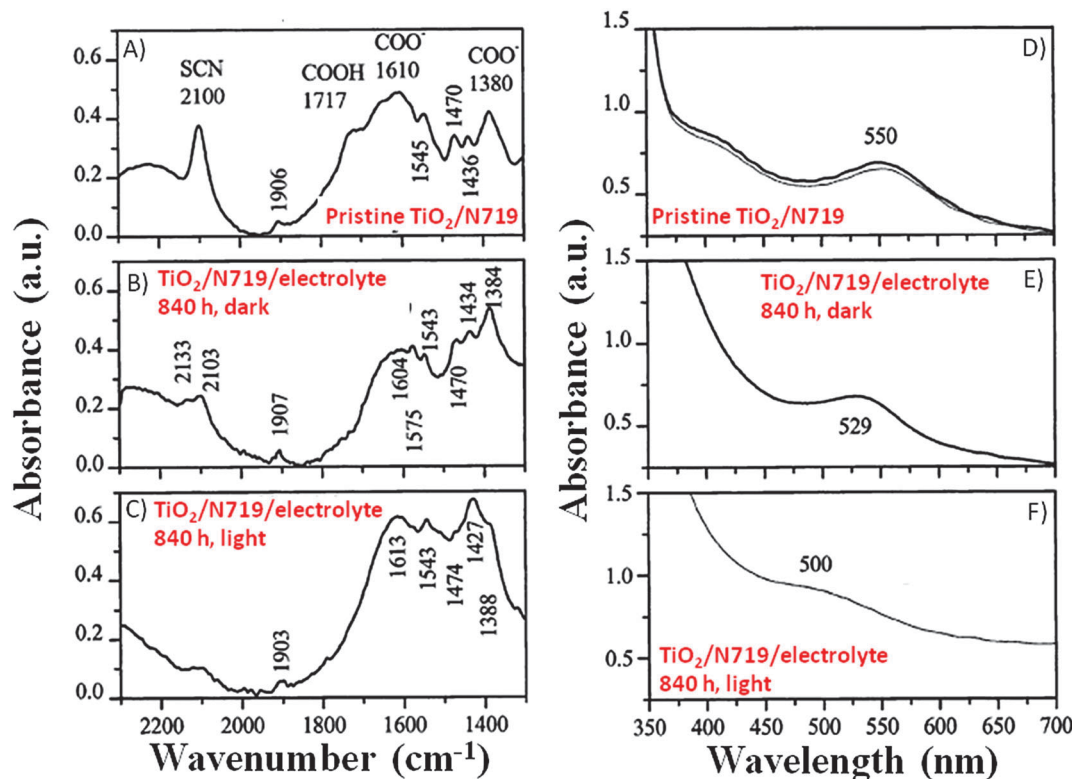 Absorbance (a.u.)
A)
0.6
0.4
0.2
0.0
SCN
2100
COOH
1717
COO⁻
1610
COO⁻
1380
1906
1545
1470
1436
Pristine TiO₂/N719
B)
0.6
0.4
0.2
0.0
TiO₂/N719/electrolyte
840 h, dark
2133
2103
1907
1604
1575
1543
1470
1434
1384
C)
0.6
0.4
0.2
0.0
TiO₂/N719/electrolyte
840 h, light
1903
1613
1543
1474
1427
1388
2200 2000 1800 1600 1400
Wavenumber (cm⁻¹)
Absorbance (a.u.)
D)
1.5
1.0
0.5
550
Pristine TiO₂/N719
E)
1.5
1.0
0.5
TiO₂/N719/electrolyte
840 h, dark
529
F)
1.5
1.0
0.5
500
TiO₂/N719/electrolyte
840 h, light
350 400 450 500 550 600 650 700
Wavelength (nm)